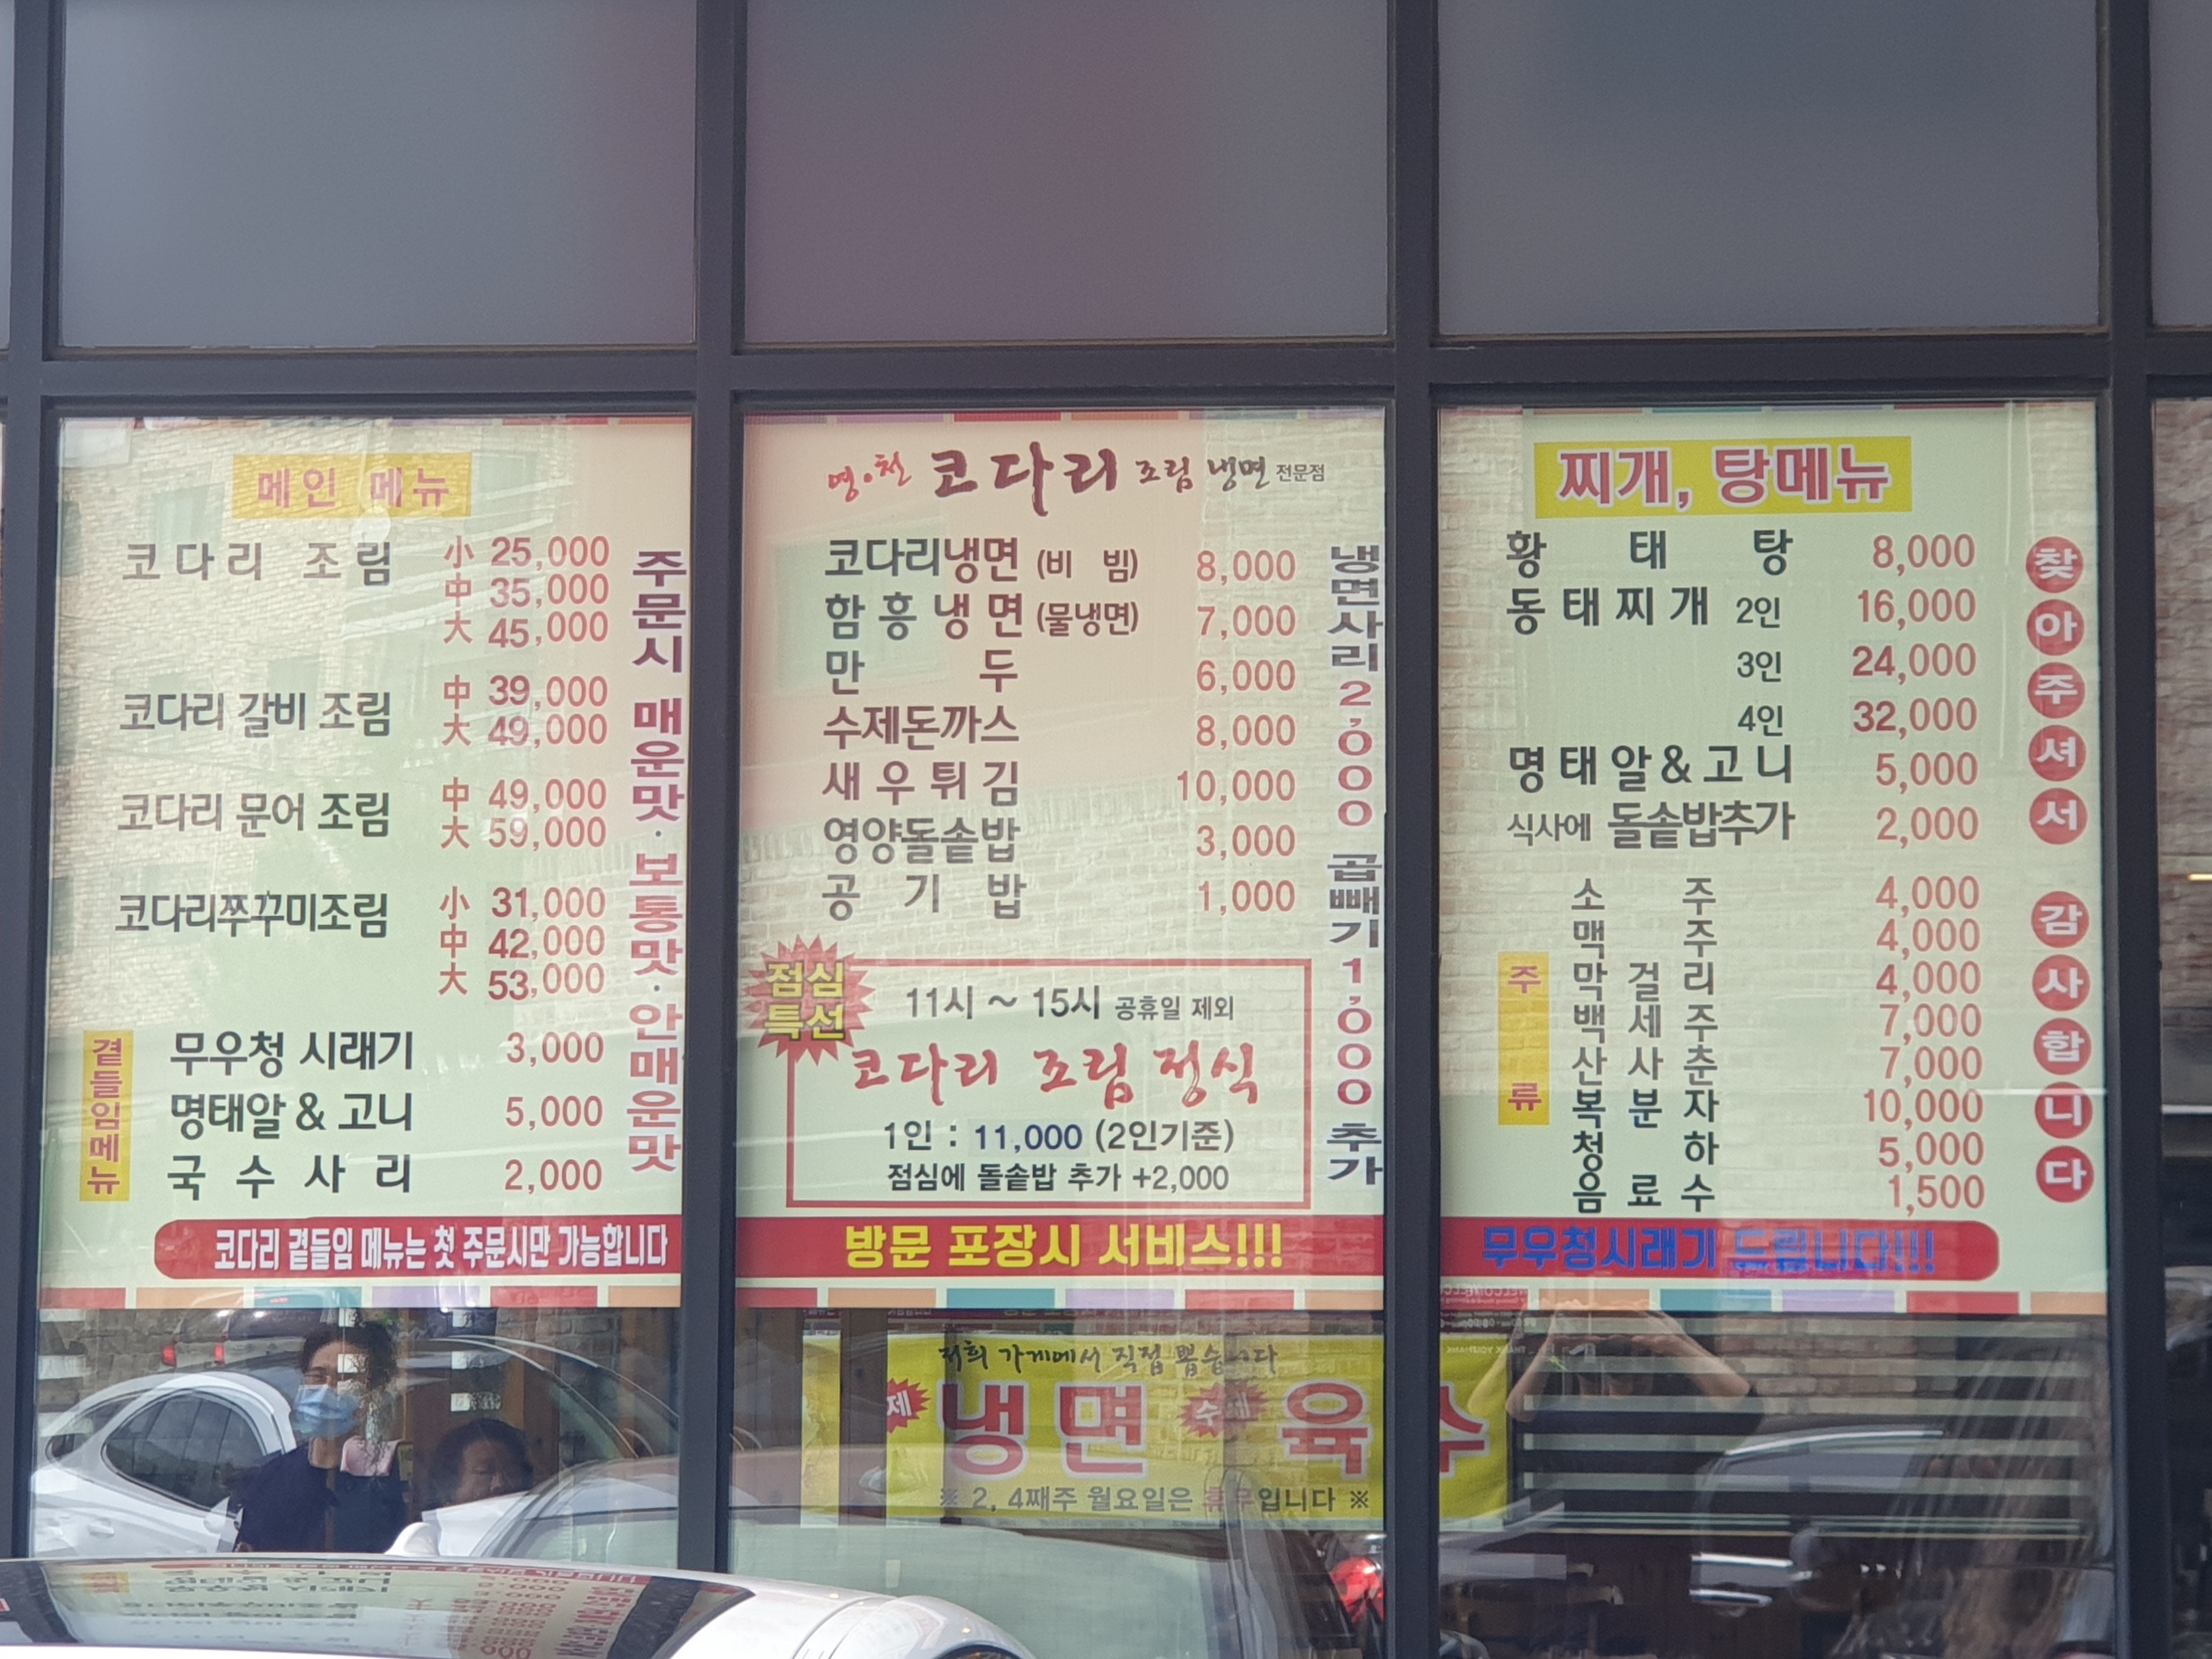 메인 메뉴
코다리 조림 小 25,000
中 35,000
大 45,000
코다리 갈비 조림 中 39,000
大 49,000
코다리 문어 조림 中 49,000
大 59,000
코다리쭈꾸미조림 小 31,000
中 42,000
大 53,000
곁들임메뉴
무우청 시래기 3,000
명태알 & 고니 5,000
국 수 사 리 2,000
주문시 매운맛 · 보통맛 · 안매운맛
코다리 곁들임 메뉴는 첫 주문시만 가능합니다
명·천 코다리 조림 냉면 전문점
코다리냉면 (비 빔) 8,000
함흥냉면 (물냉면) 7,000
만 두 6,000
수제돈까스 8,000
새우튀김 10,000
영양돌솥밥 3,000
공 기 밥 1,000
냉면사리 2,000 곱빼기 1,000 추가
점심
특선
11시 ~ 15시 공휴일 제외
코다리 조림 정식
1인 : 11,000 (2인기준)
점심에 돌솥밥 추가 +2,000
방문 포장시 서비스!!!
찌개, 탕메뉴
황 태 탕 8,000
동태찌개 2인 16,000
3인 24,000
4인 32,000
명태알&고니 5,000
식사에 돌솥밥추가 2,000
주 류
소 주 4,000
맥 주 4,000
막 걸 리 4,000
백 세 주 7,000
산 사 춘 7,000
복 분 자 10,000
청 하 5,000
음 료 수 1,500
찾아주셔서 감사합니다
무우청시래기 드립니다!!!
저희 가게에서 직접 뽑습니다
제 냉면 수제 육수
※ 2, 4째주 월요일은 휴무입니다 ※